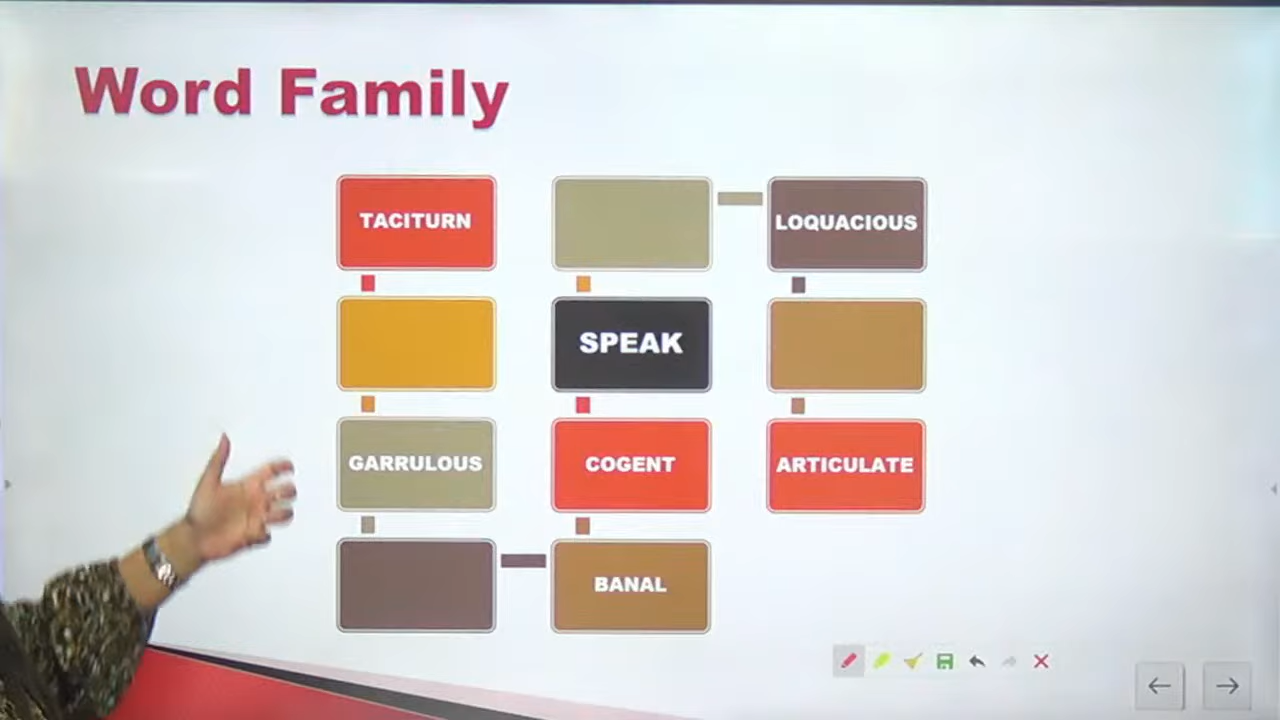 Word Family
TACITURN
LOQUACIOUS
SPEAK
GARRULOUS
COGENT
ARTICULATE
BANAL